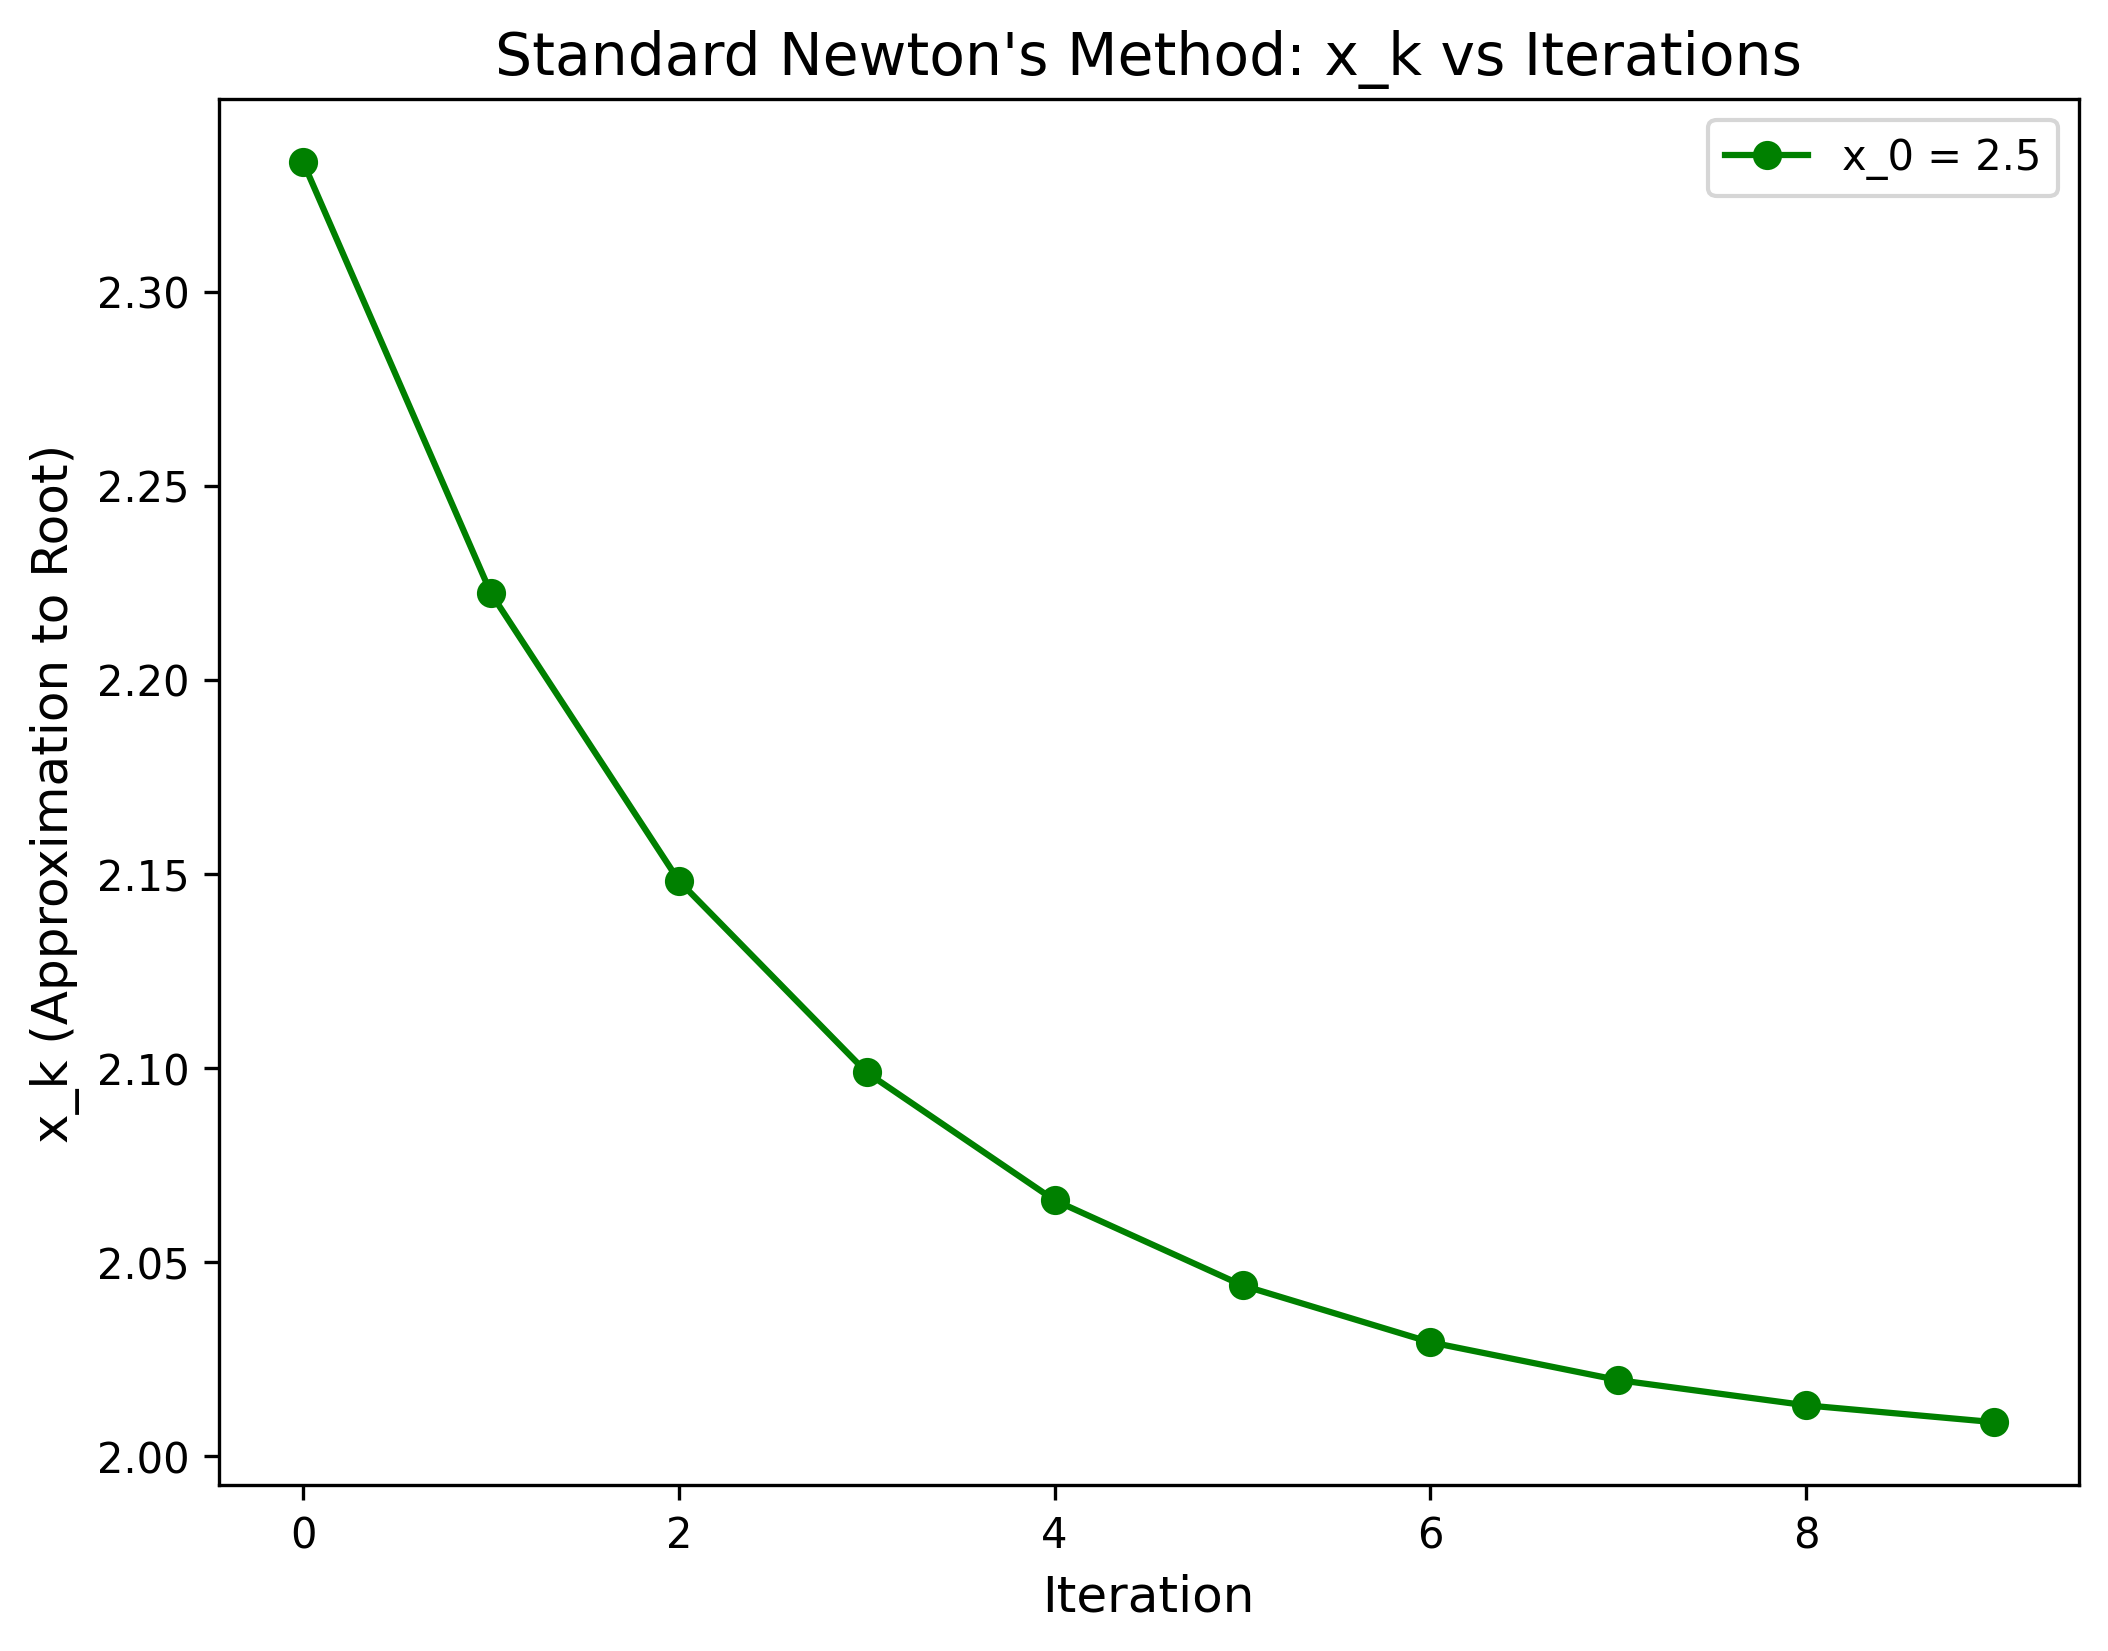 Standard Newton's Method: x_k vs Iterations
x_0 = 2.5
x_k (Approximation to Root)
2.30
2.25
2.20
2.15
2.10
2.05
2.00
0 2 4 6 8
Iteration